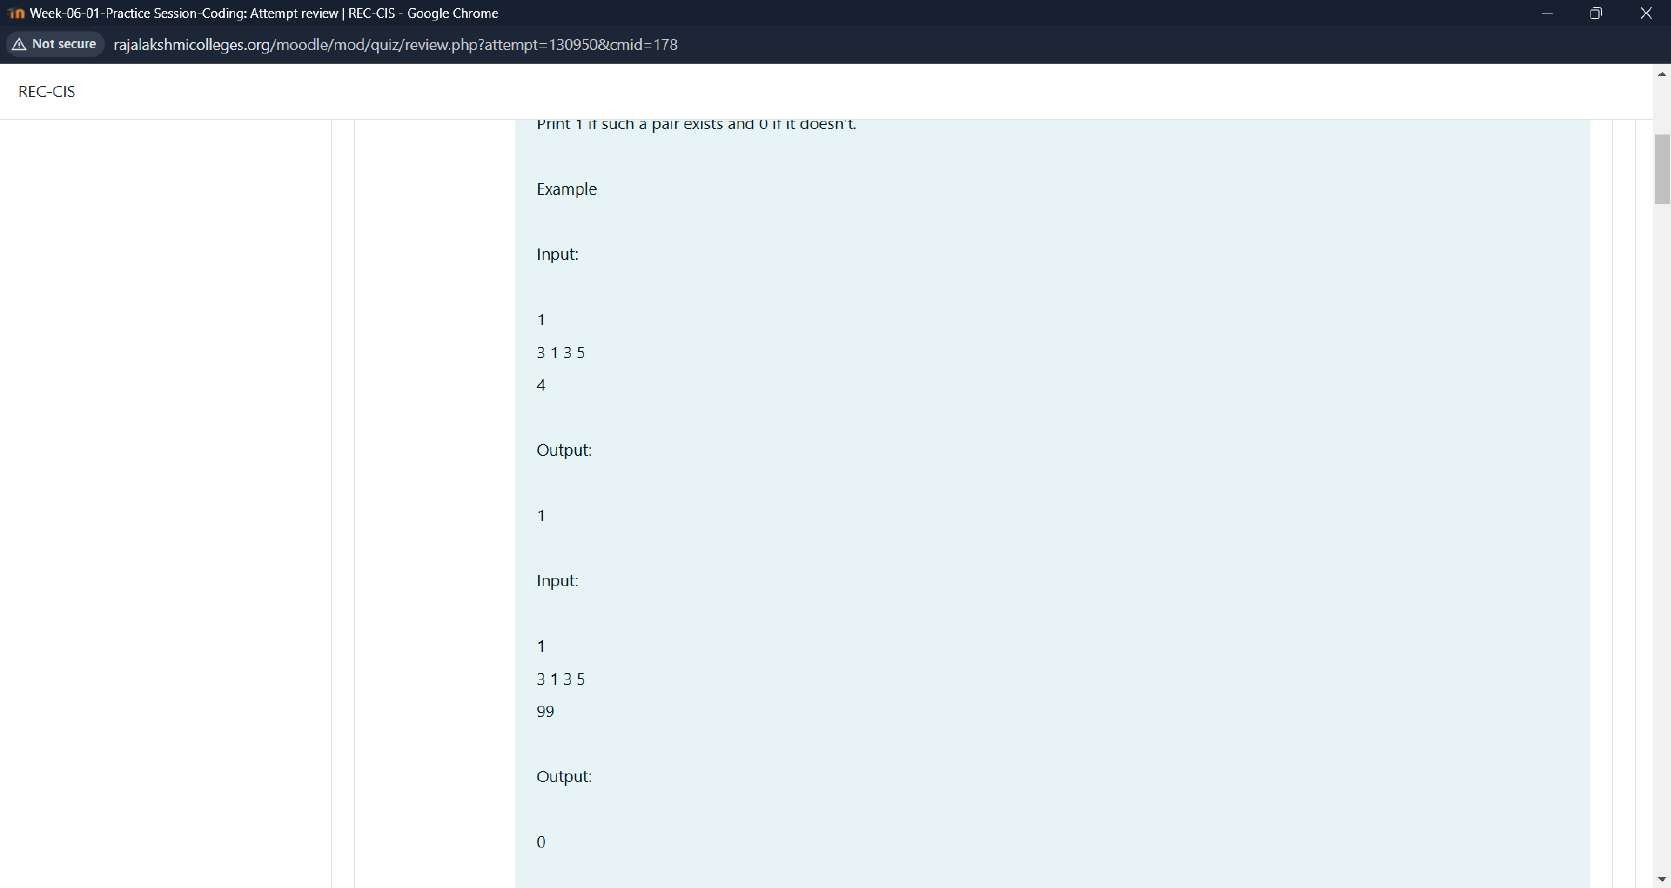 Week-06-01-Practice Session-Coding: Attempt review | REC-CIS - Google Chrome
Not secure rajalakshmicolleges.org/moodle/mod/quiz/review.php?attempt=130950&cmid=178
REC-CIS
Print 1 if such a pair exists and 0 if it doesn't.
Example
Input:
1
3 1 3 5
4
Output:
1
Input:
1
3 1 3 5
99
Output:
0